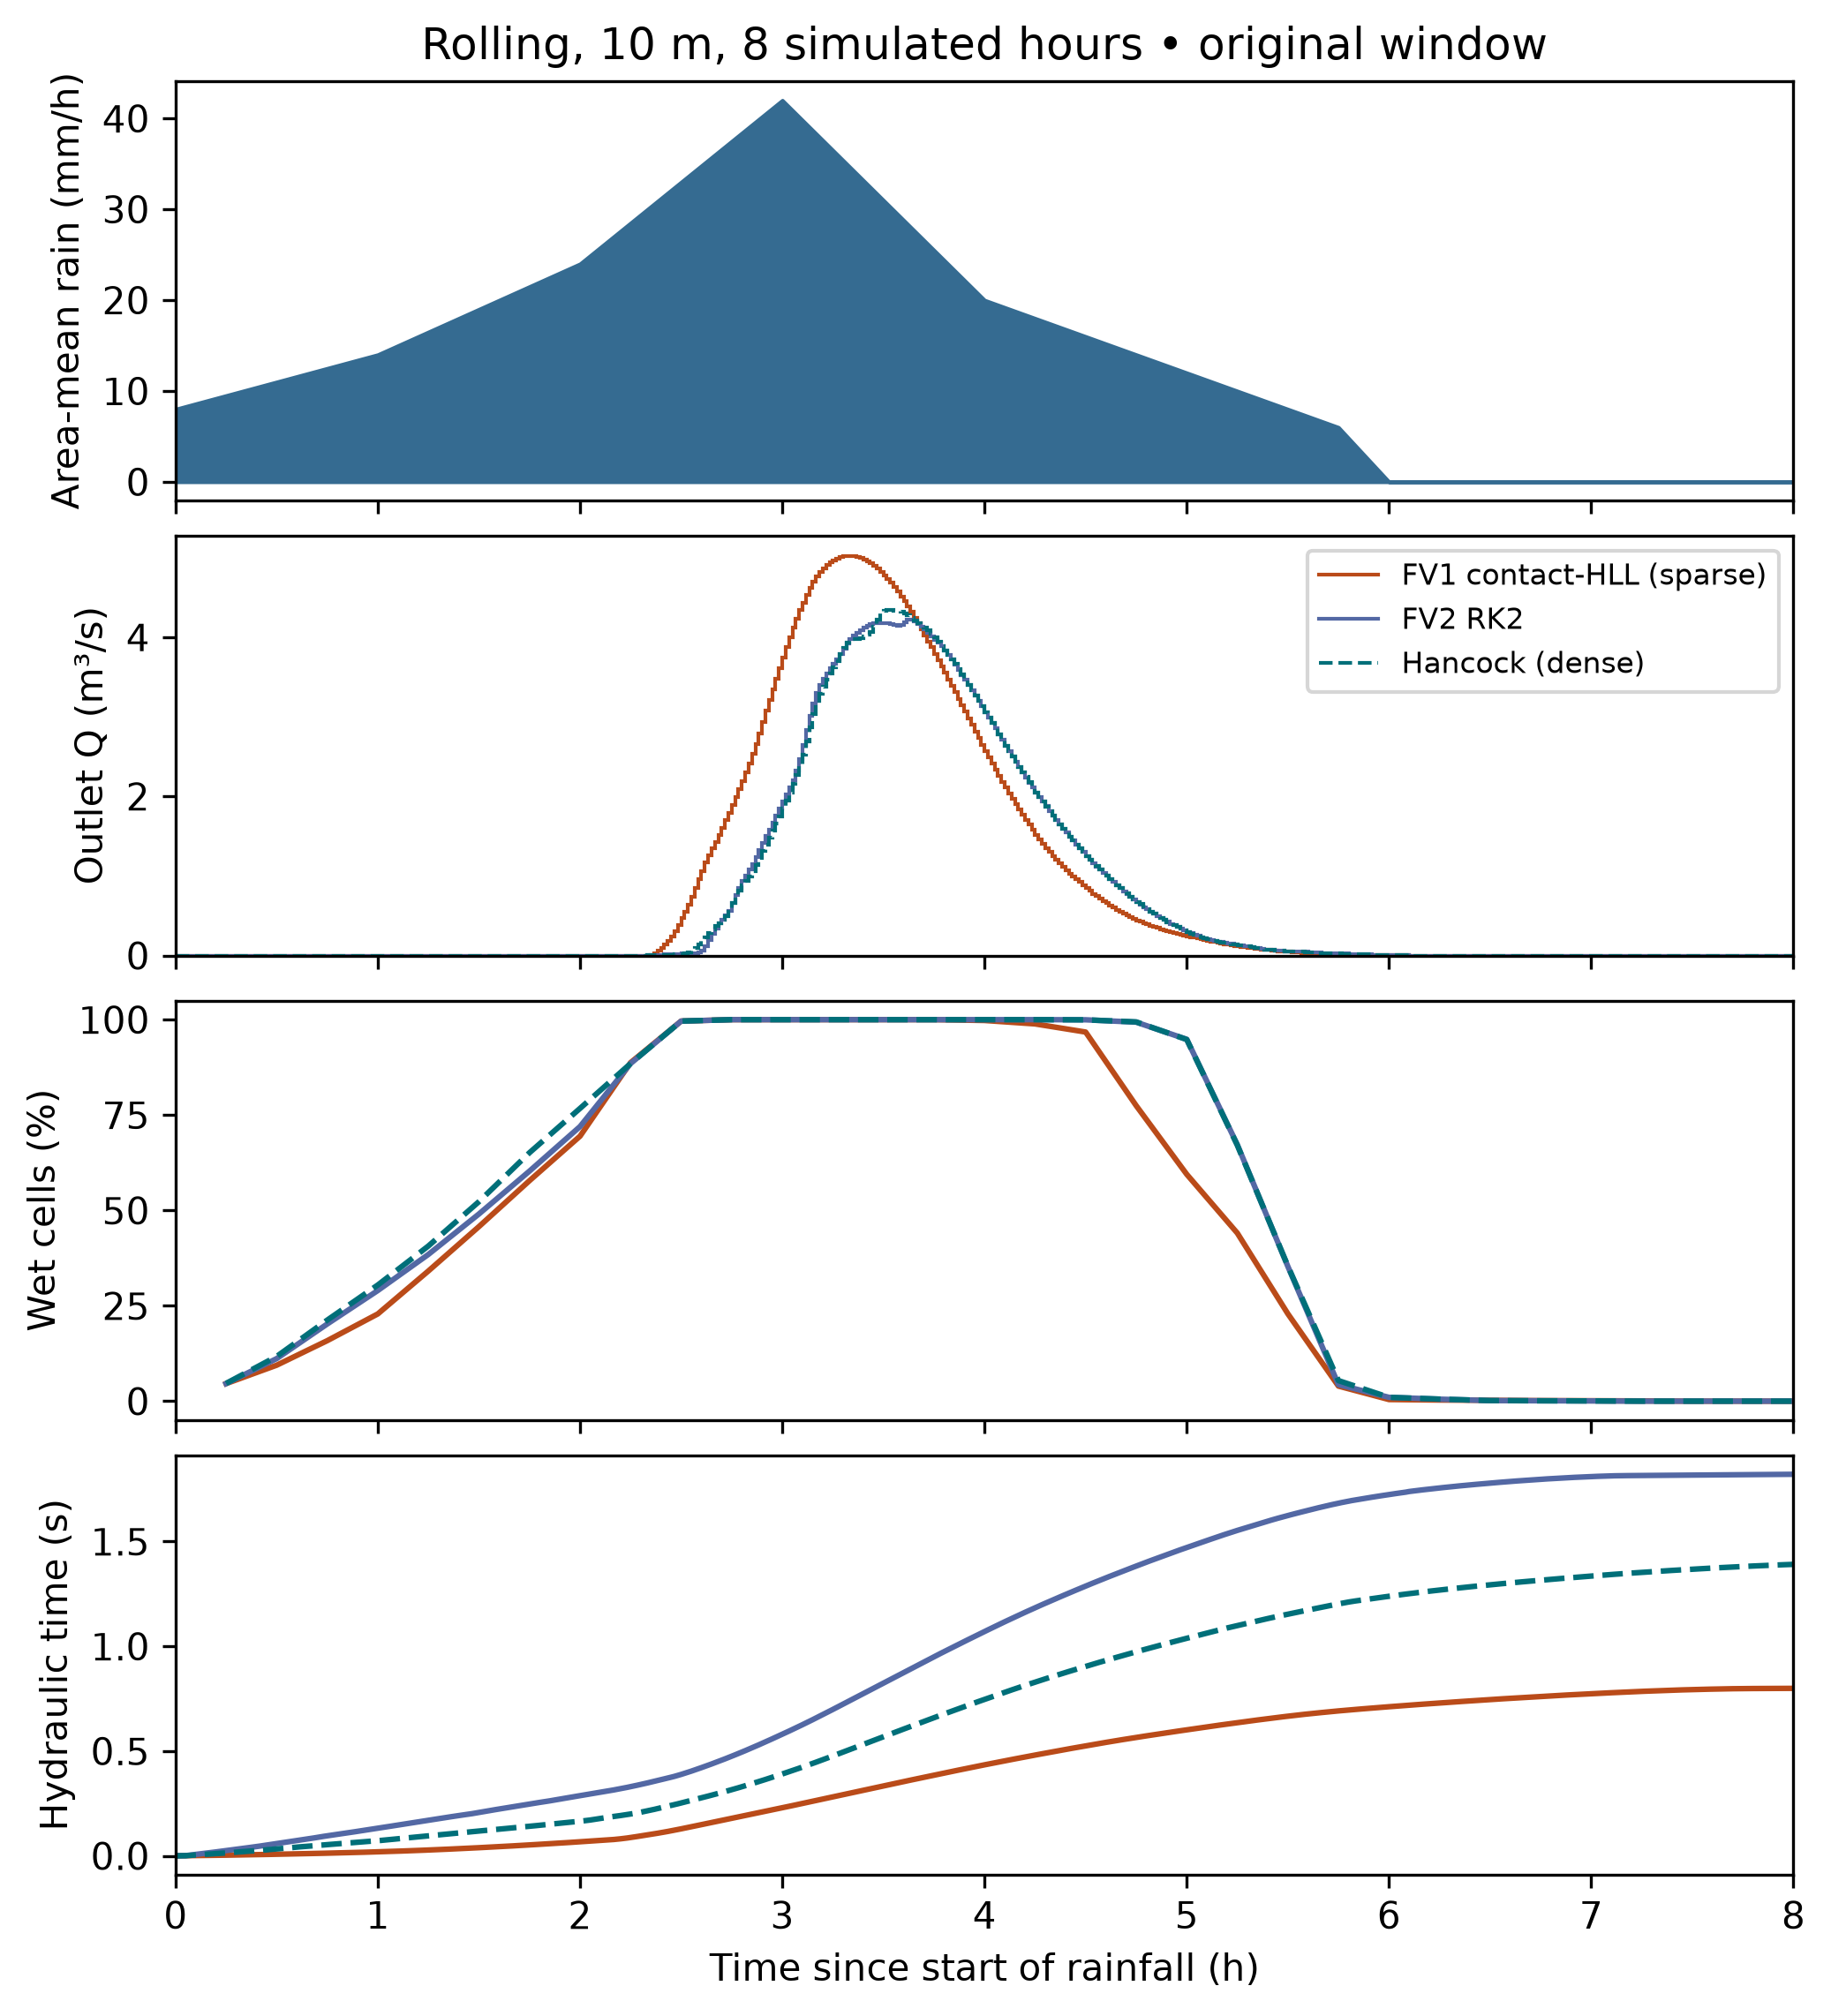 Rolling, 10 m, 8 simulated hours • original window
Area-mean rain (mm/h)
40
30
20
10
0
Outlet Q (m³/s)
4
2
0
FV1 contact-HLL (sparse)
FV2 RK2
Hancock (dense)
Wet cells (%)
100
75
50
25
0
Hydraulic time (s)
1.5
1.0
0.5
0.0
0 1 2 3 4 5 6 7 8
Time since start of rainfall (h)